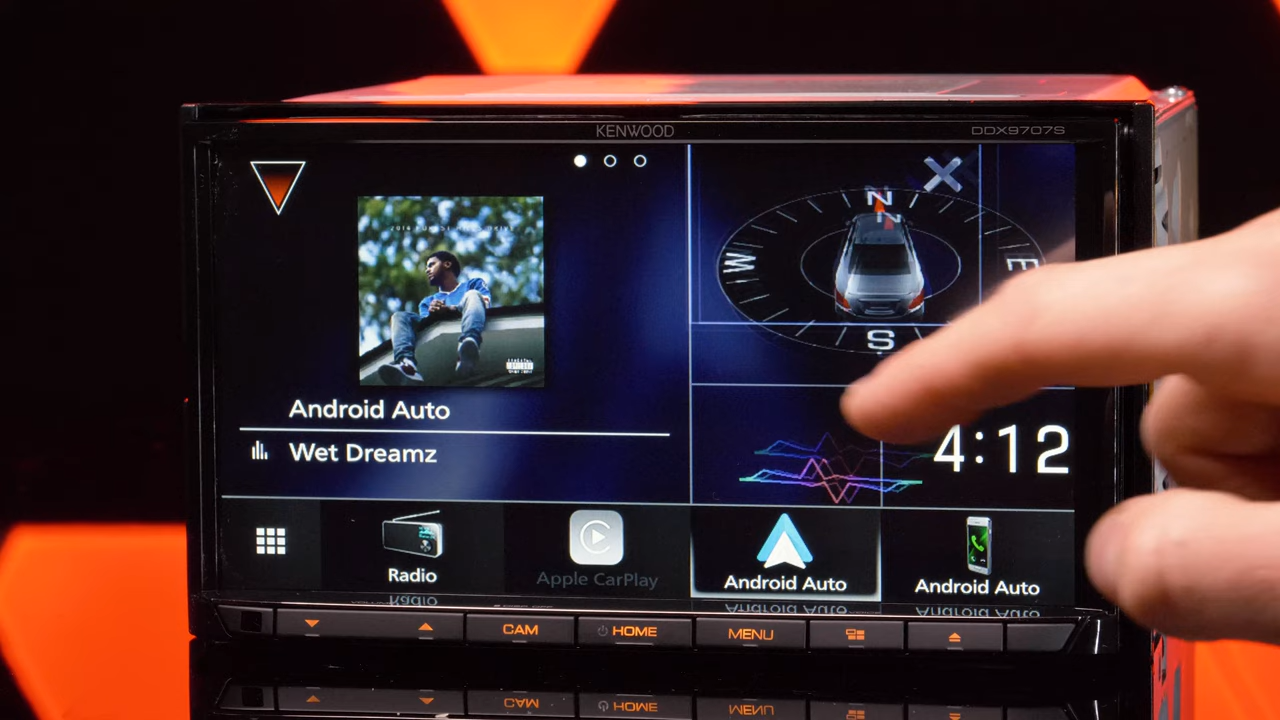 KENWOOD
DDX9707S
N
W
E
S
Android Auto
Wet Dreamz
4:12
Radio
Apple CarPlay
Android Auto
Android Auto
CAM
HOME
MENU